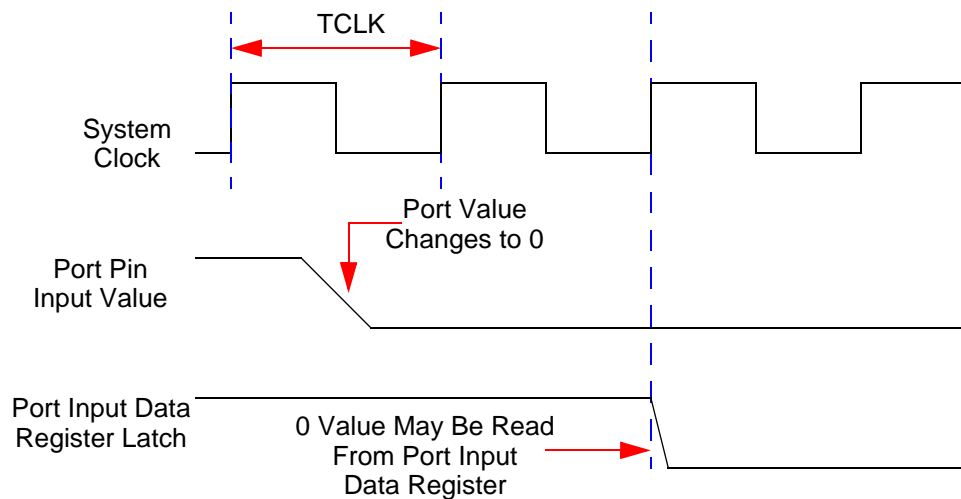 TCLK
System
Clock
Port Value
Changes to 0
Port Pin
Input Value
Port Input Data
Register Latch
0 Value May Be Read
From Port Input
Data Register